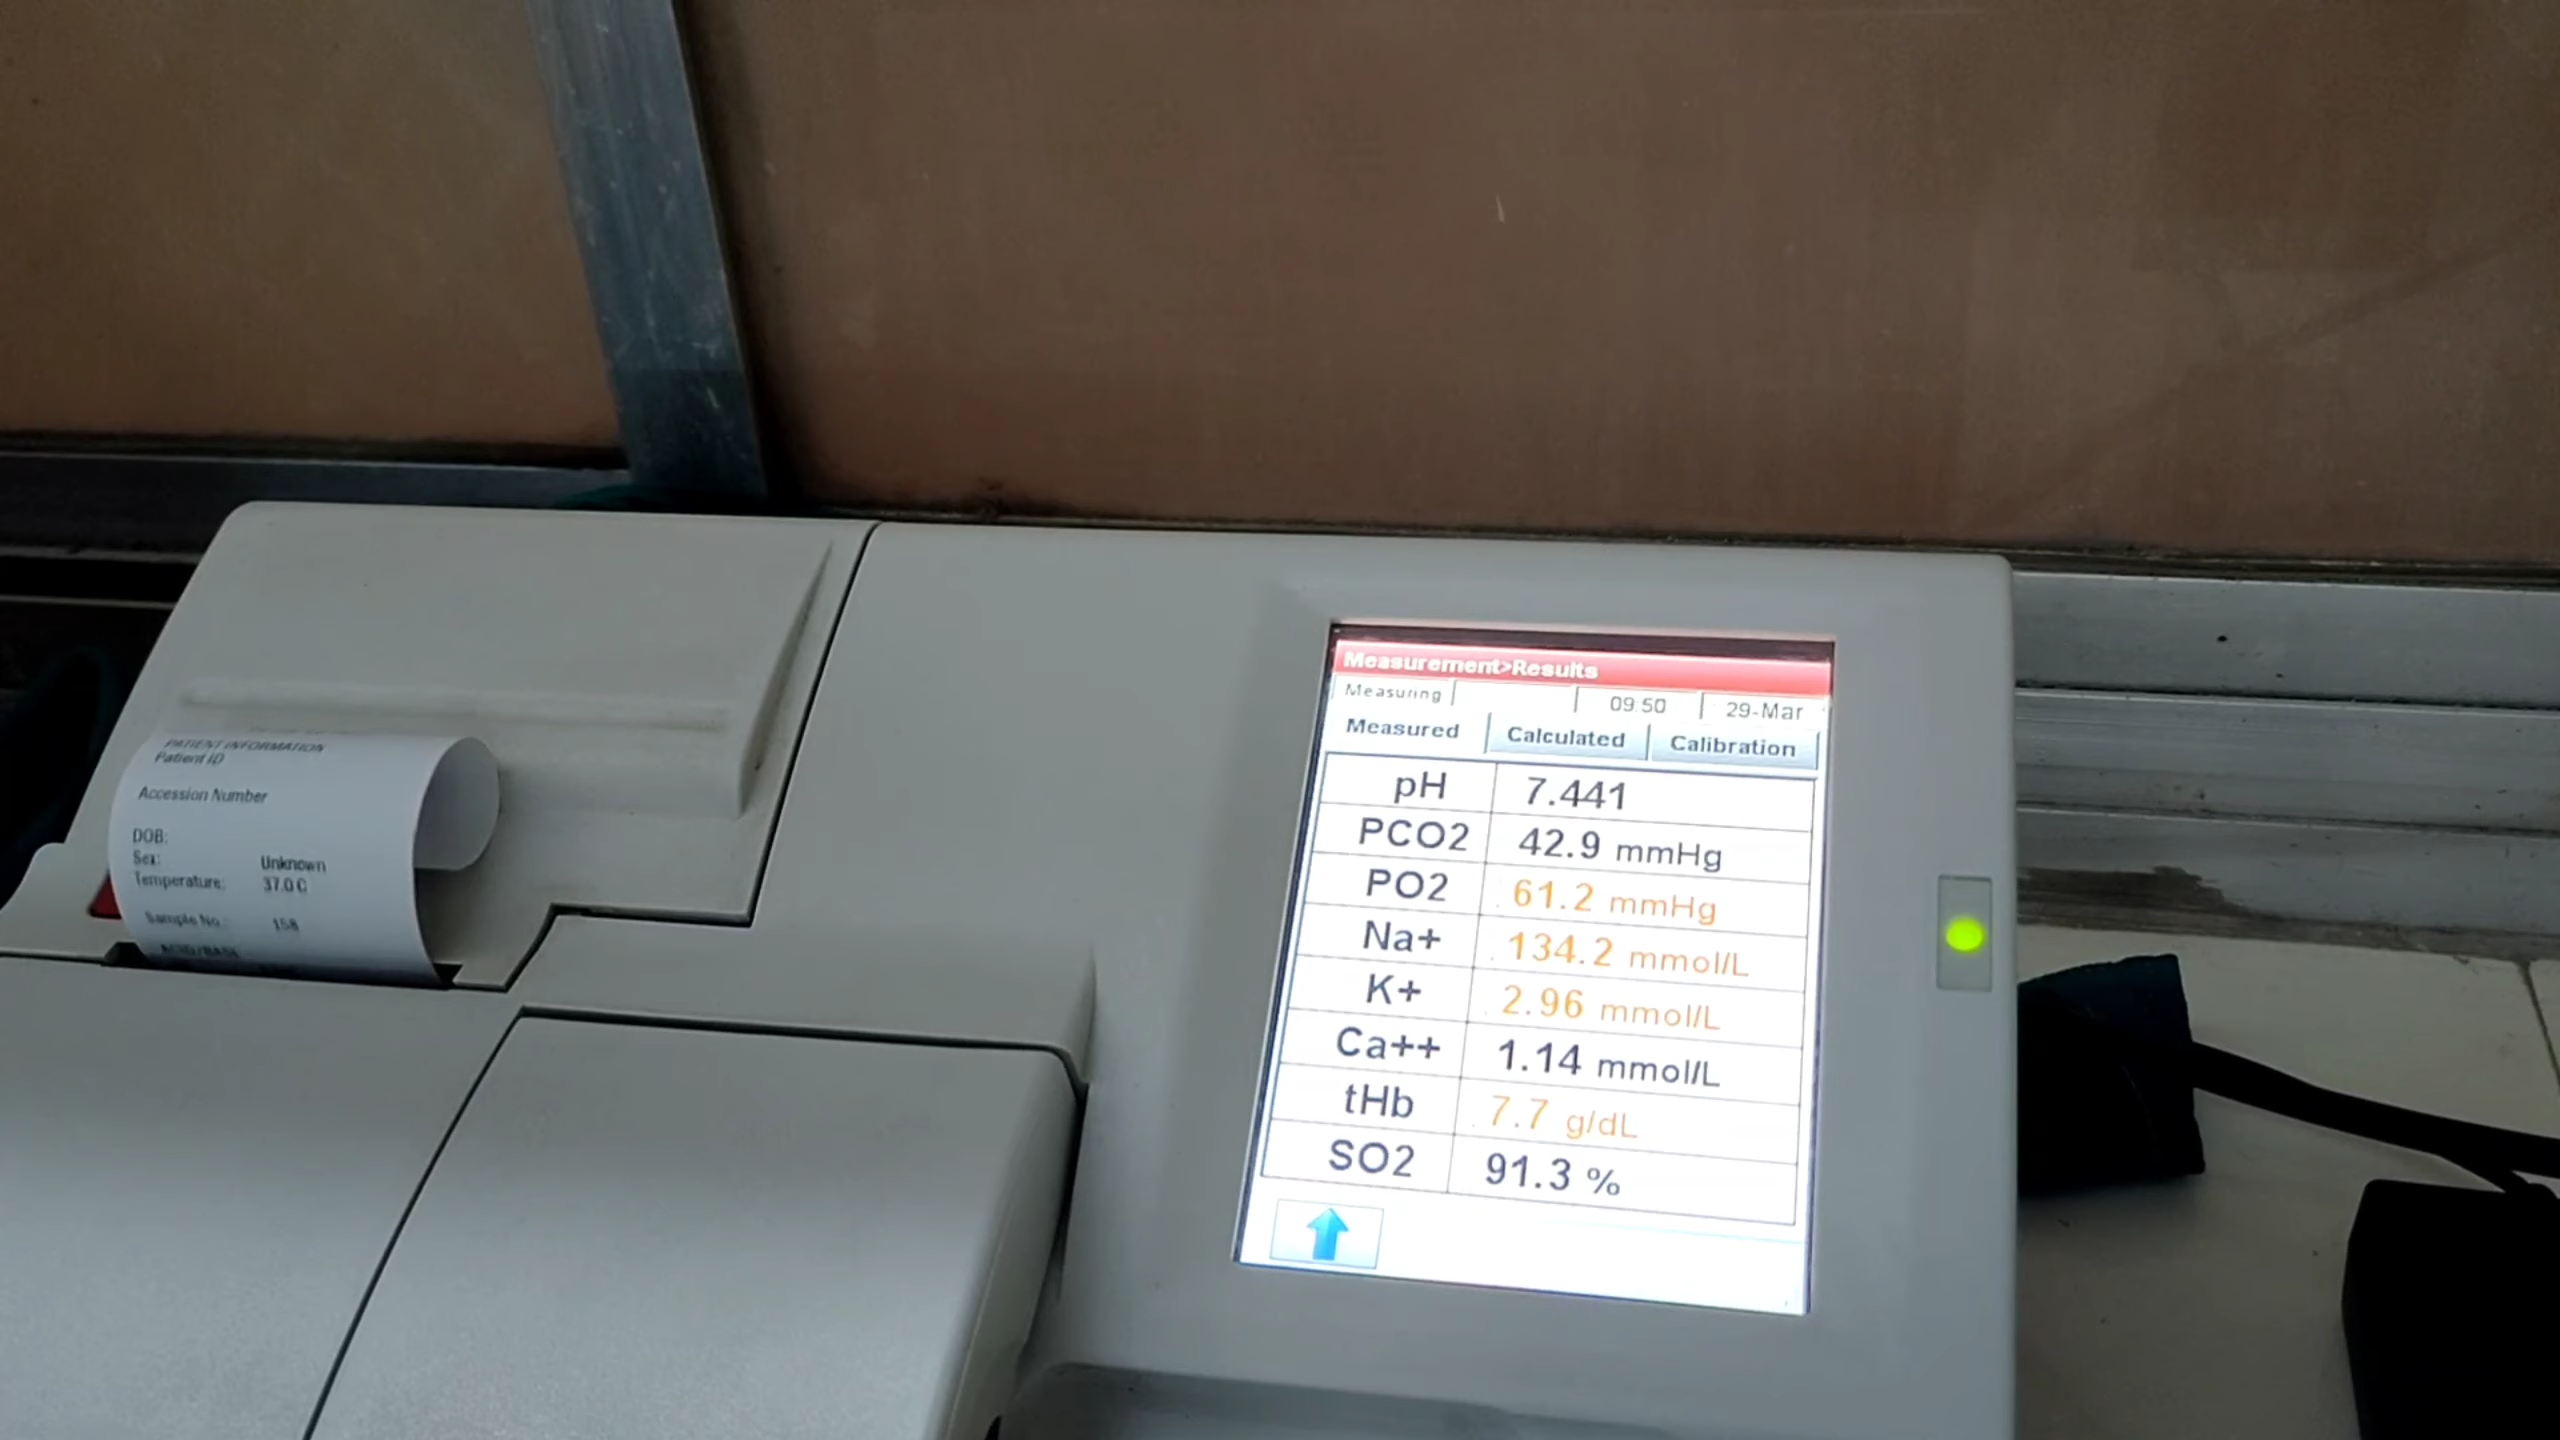 PATIENT INFORMATION
Patient ID
Accession Number
DOB:
Sex: Unknown
Temperature: 37.0 C
Sample No.: 158
ACID/BASE
Measurement>Results
Measuring 09:50 29-Mar
Measured Calculated Calibration
pH 7.441
PCO2 42.9 mmHg
PO2 61.2 mmHg
Na+ 134.2 mmol/L
K+ 2.96 mmol/L
Ca++ 1.14 mmol/L
tHb 7.7 g/dL
SO2 91.3 %